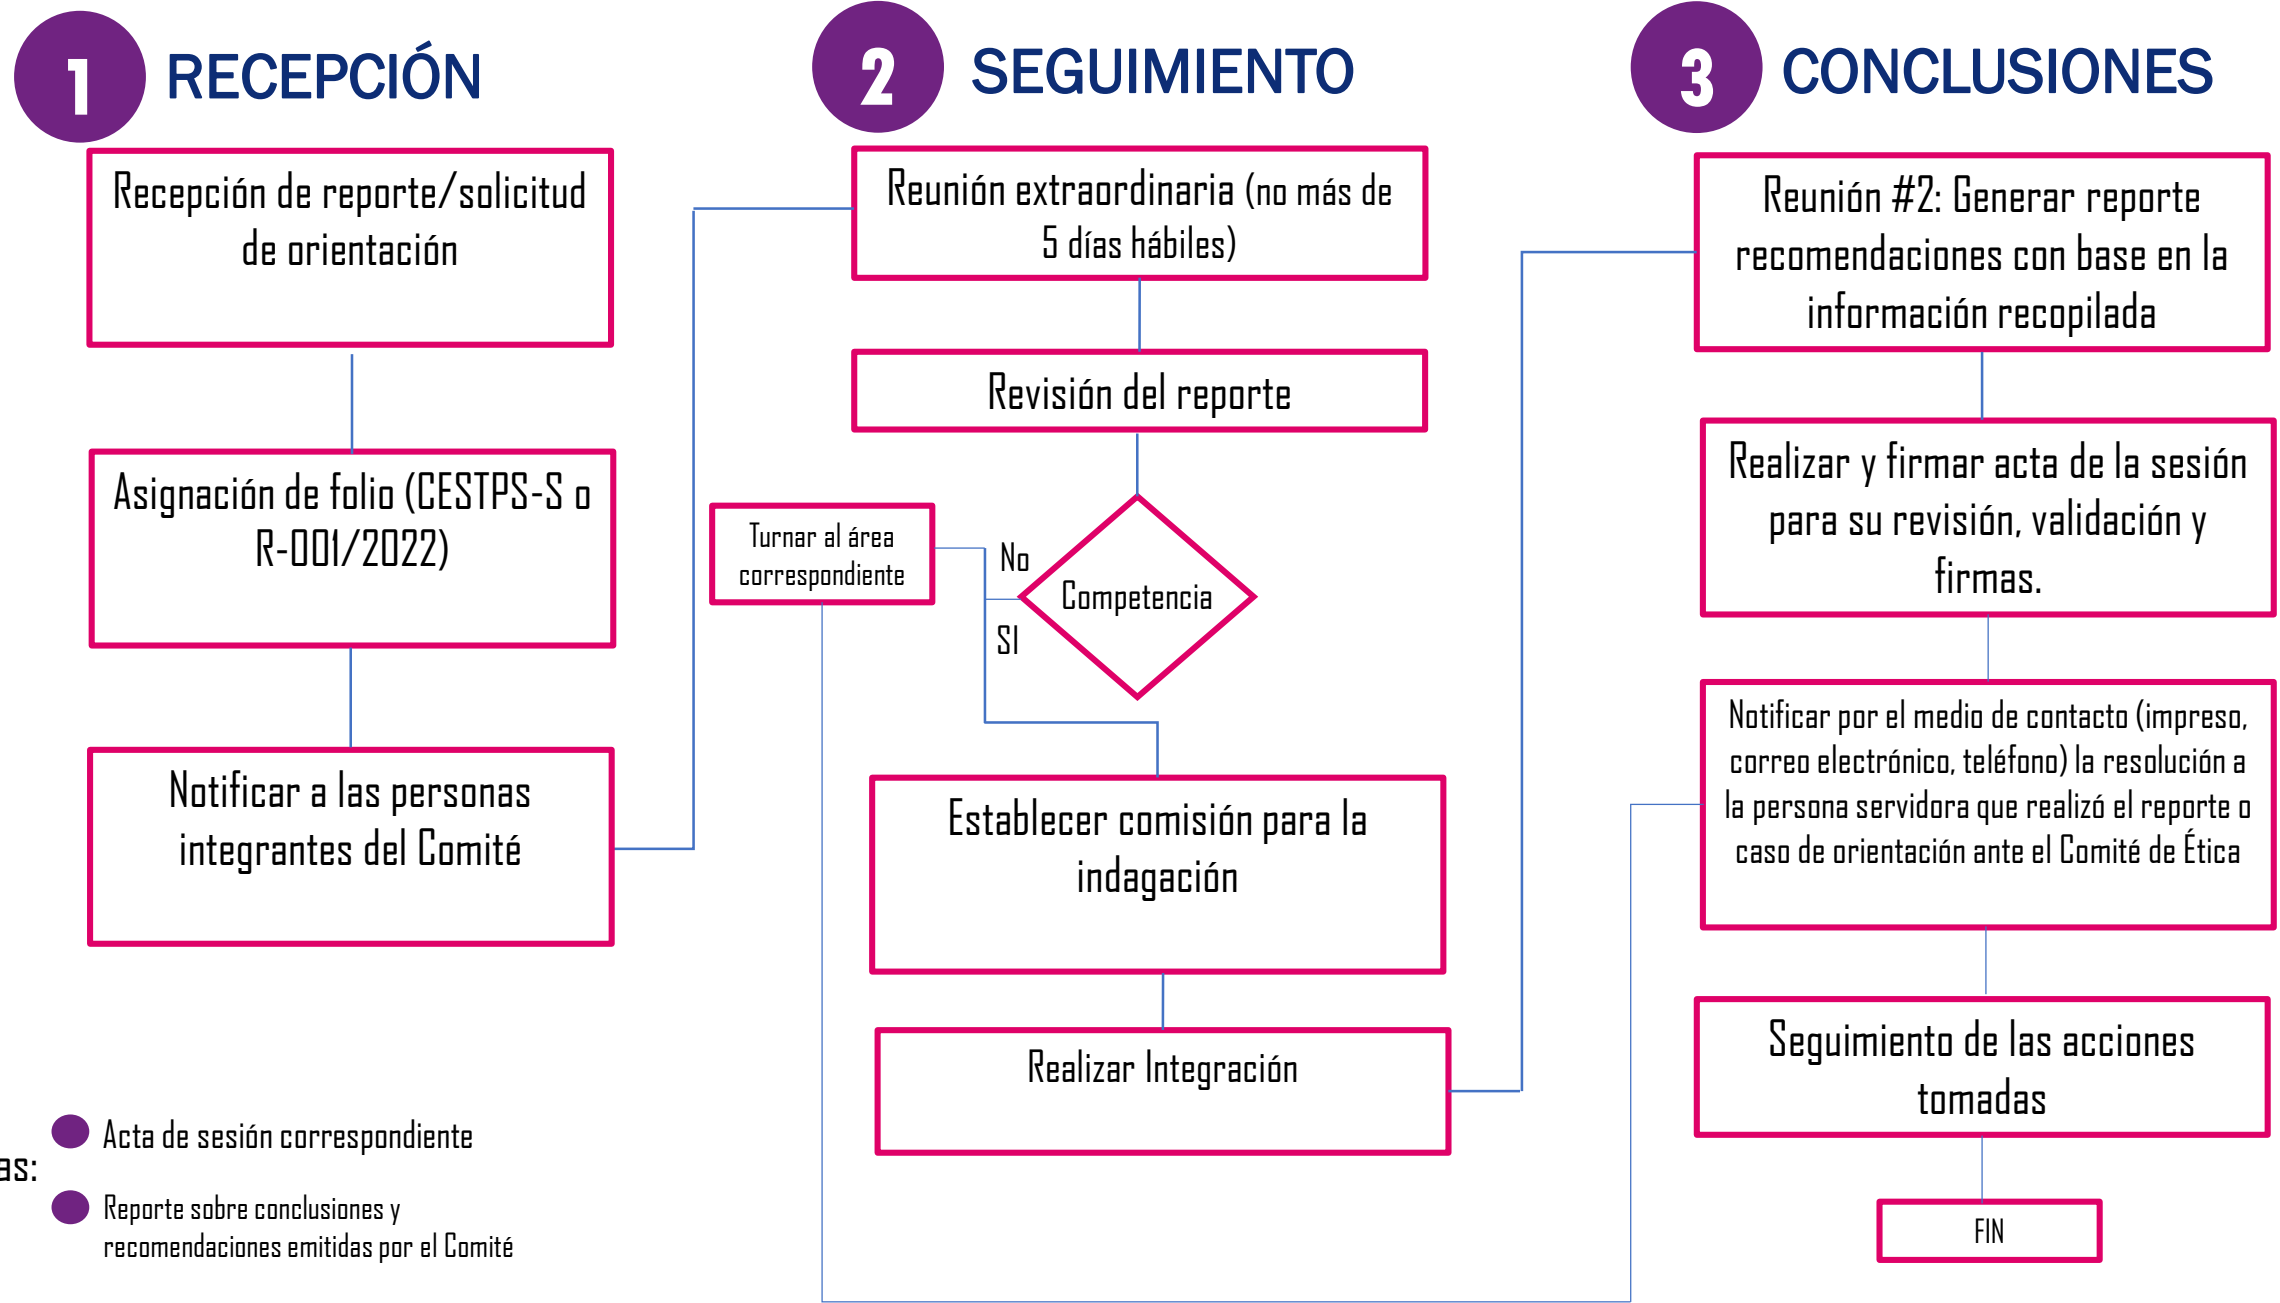 1
RECEPCIÓN
Recepción de reporte/solicitud
de orientación
Asignación de folio (CESTPS-S o
R-001/2022)
Notificar a las personas
integrantes del Comité
as:
Acta de sesión correspondiente
Reporte sobre conclusiones y
recomendaciones emitidas por el Comité
2
SEGUIMIENTO
Reunión extraordinaria (no más de
5 días hábiles)
Revisión del reporte
Turnar al área
correspondiente
No
Competencia
SI
Establecer comisión para la
indagación
Realizar Integración
3
CONCLUSIONES
Reunión #2: Generar reporte
recomendaciones con base en la
información recopilada
Realizar y firmar acta de la sesión
para su revisión, validación y
firmas.
Notificar por el medio de contacto (impreso,
correo electrónico, teléfono) la resolución a
la persona servidora que realizó el reporte o
caso de orientación ante el Comité de Ética
Seguimiento de las acciones
tomadas
FIN